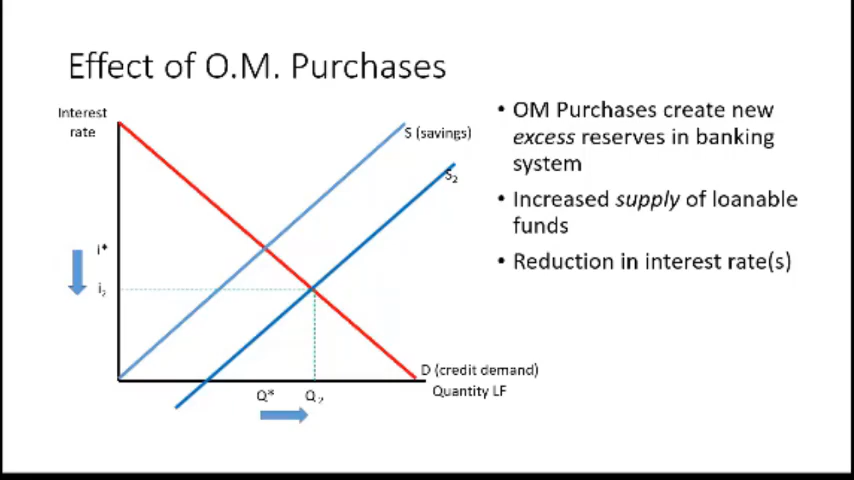 Effect of O.M. Purchases
Interest
rate
S (savings)
S₂
i*
i₂
D (credit demand)
Quantity LF
Q*
Q₂
• OM Purchases create new
excess reserves in banking
system
• Increased supply of loanable
funds
• Reduction in interest rate(s)